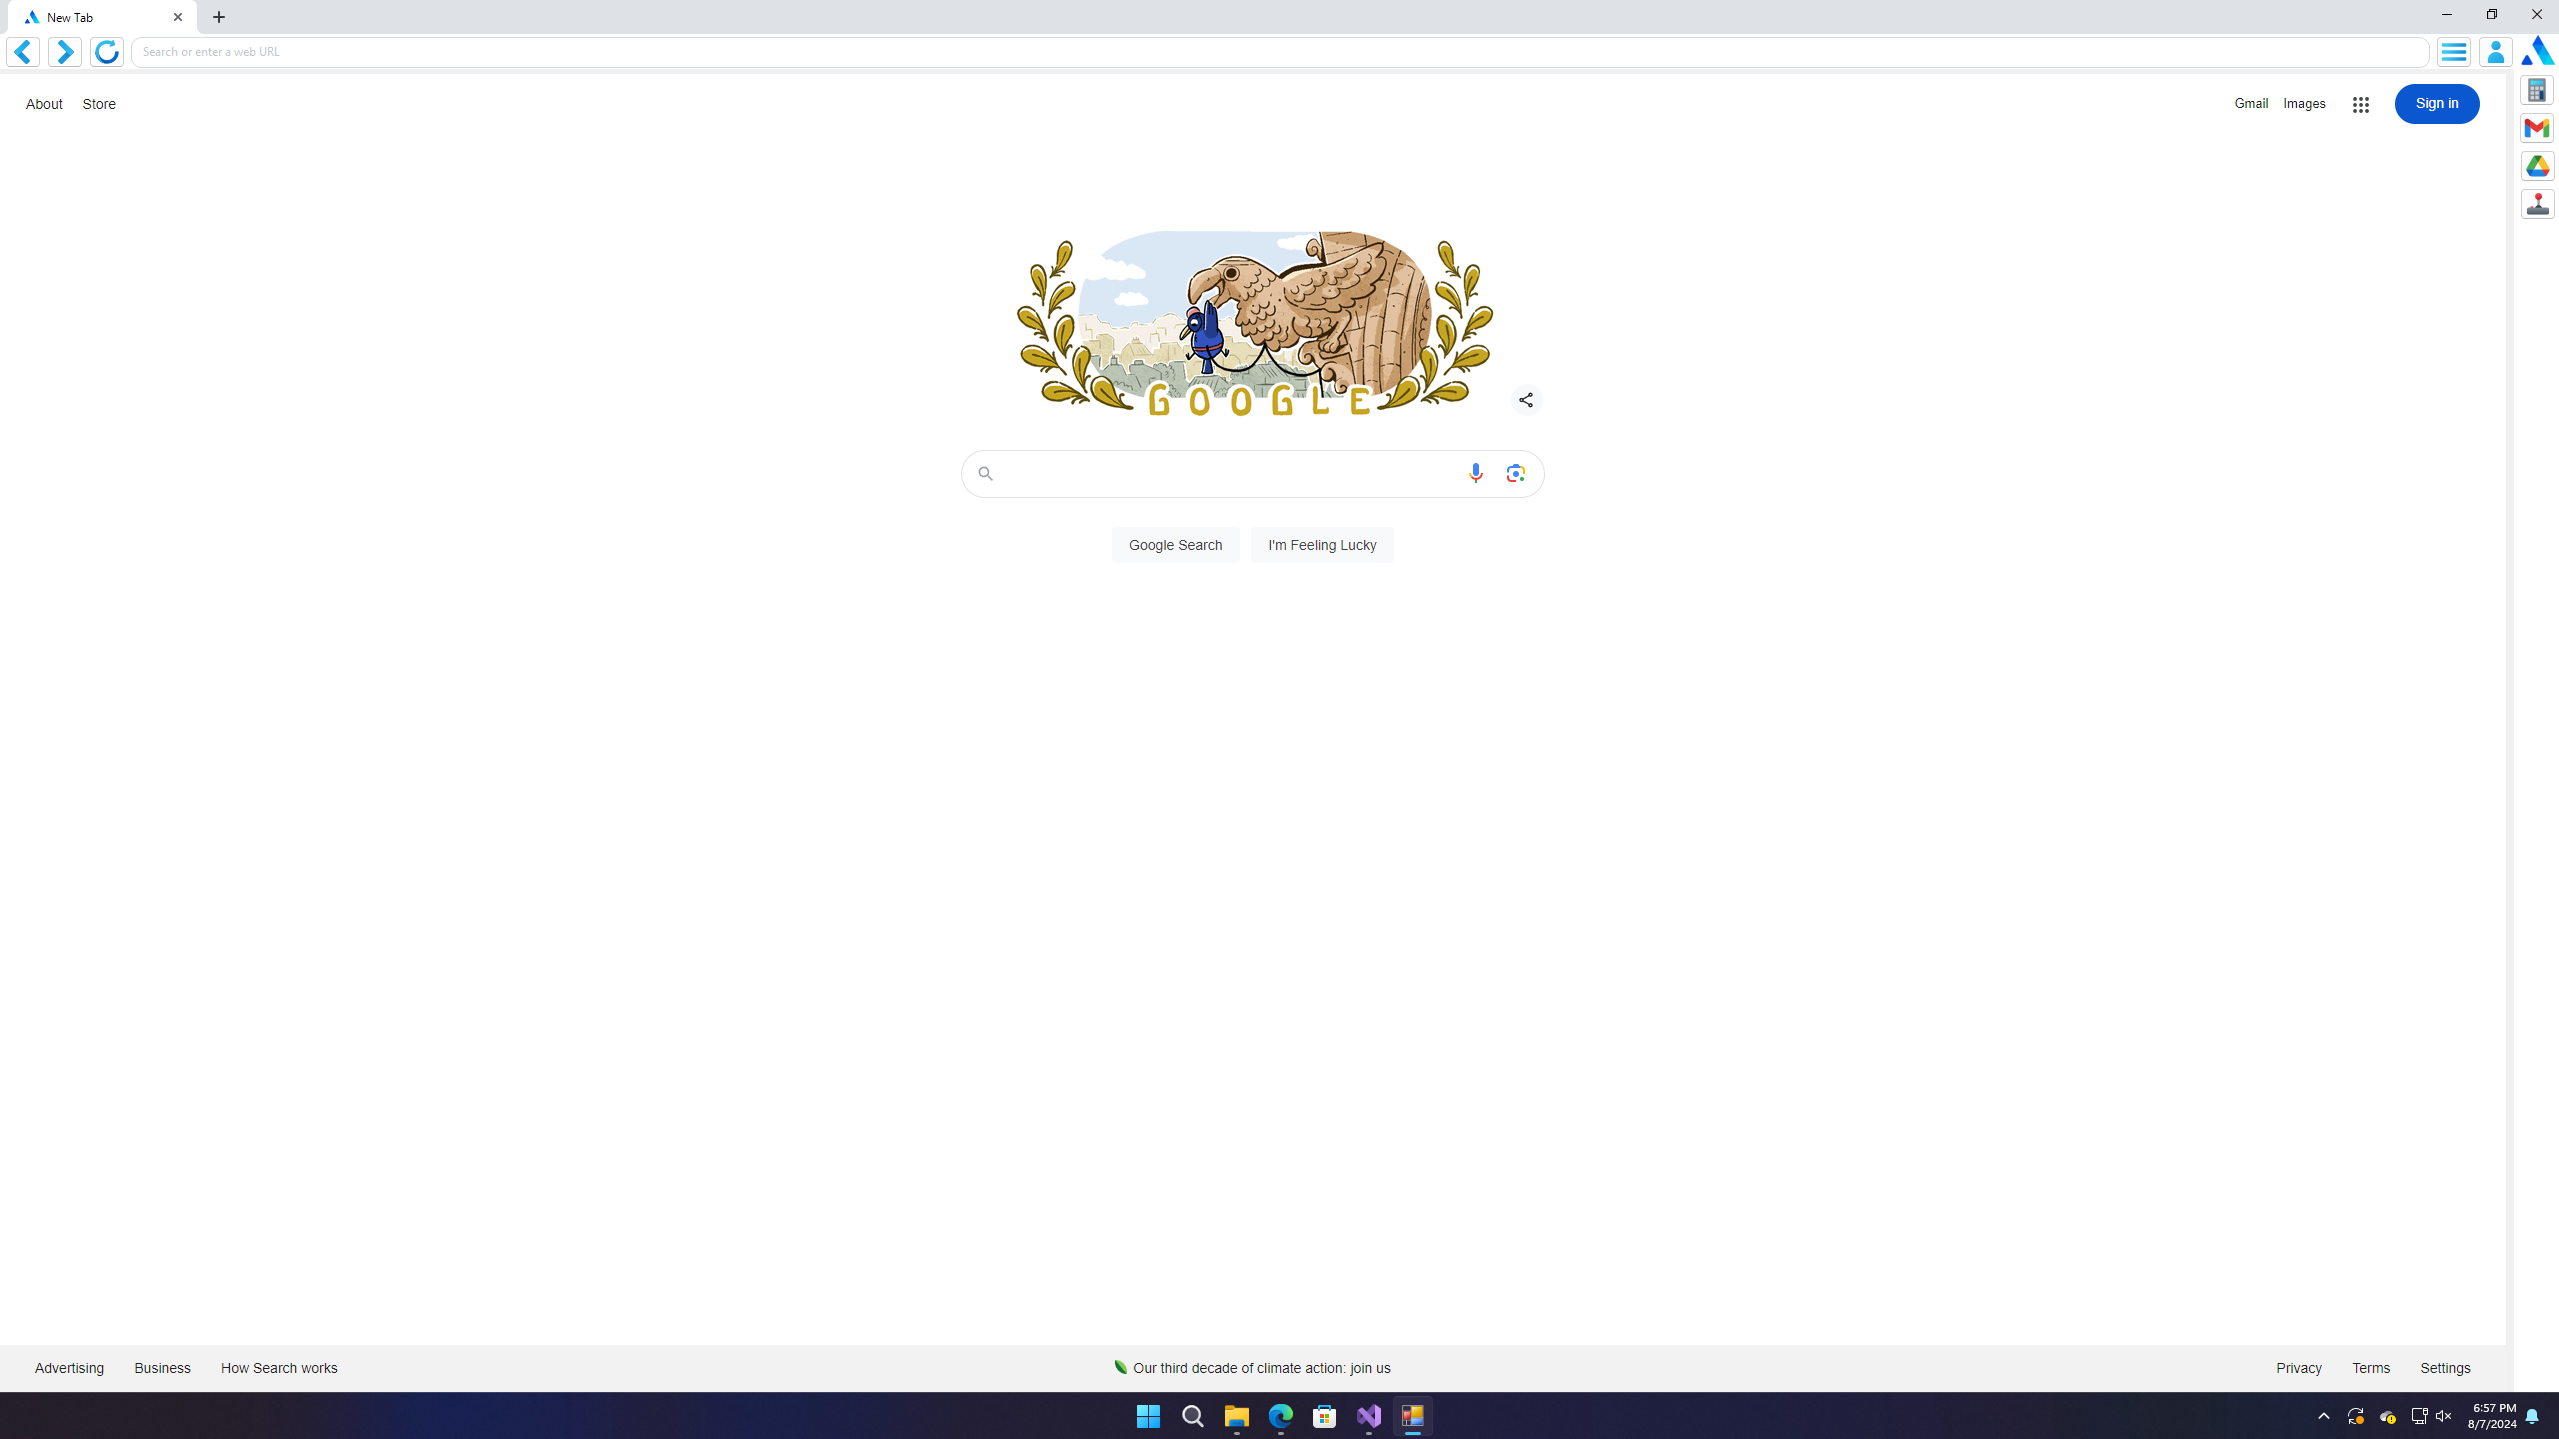 New Tab
Search or enter a web URL
About Store
Gmail Images Sign in
GOOGLE
Google Search I'm Feeling Lucky
Advertising Business How Search works
Our third decade of climate action: join us
Privacy Terms Settings
6:57 PM
8/7/2024